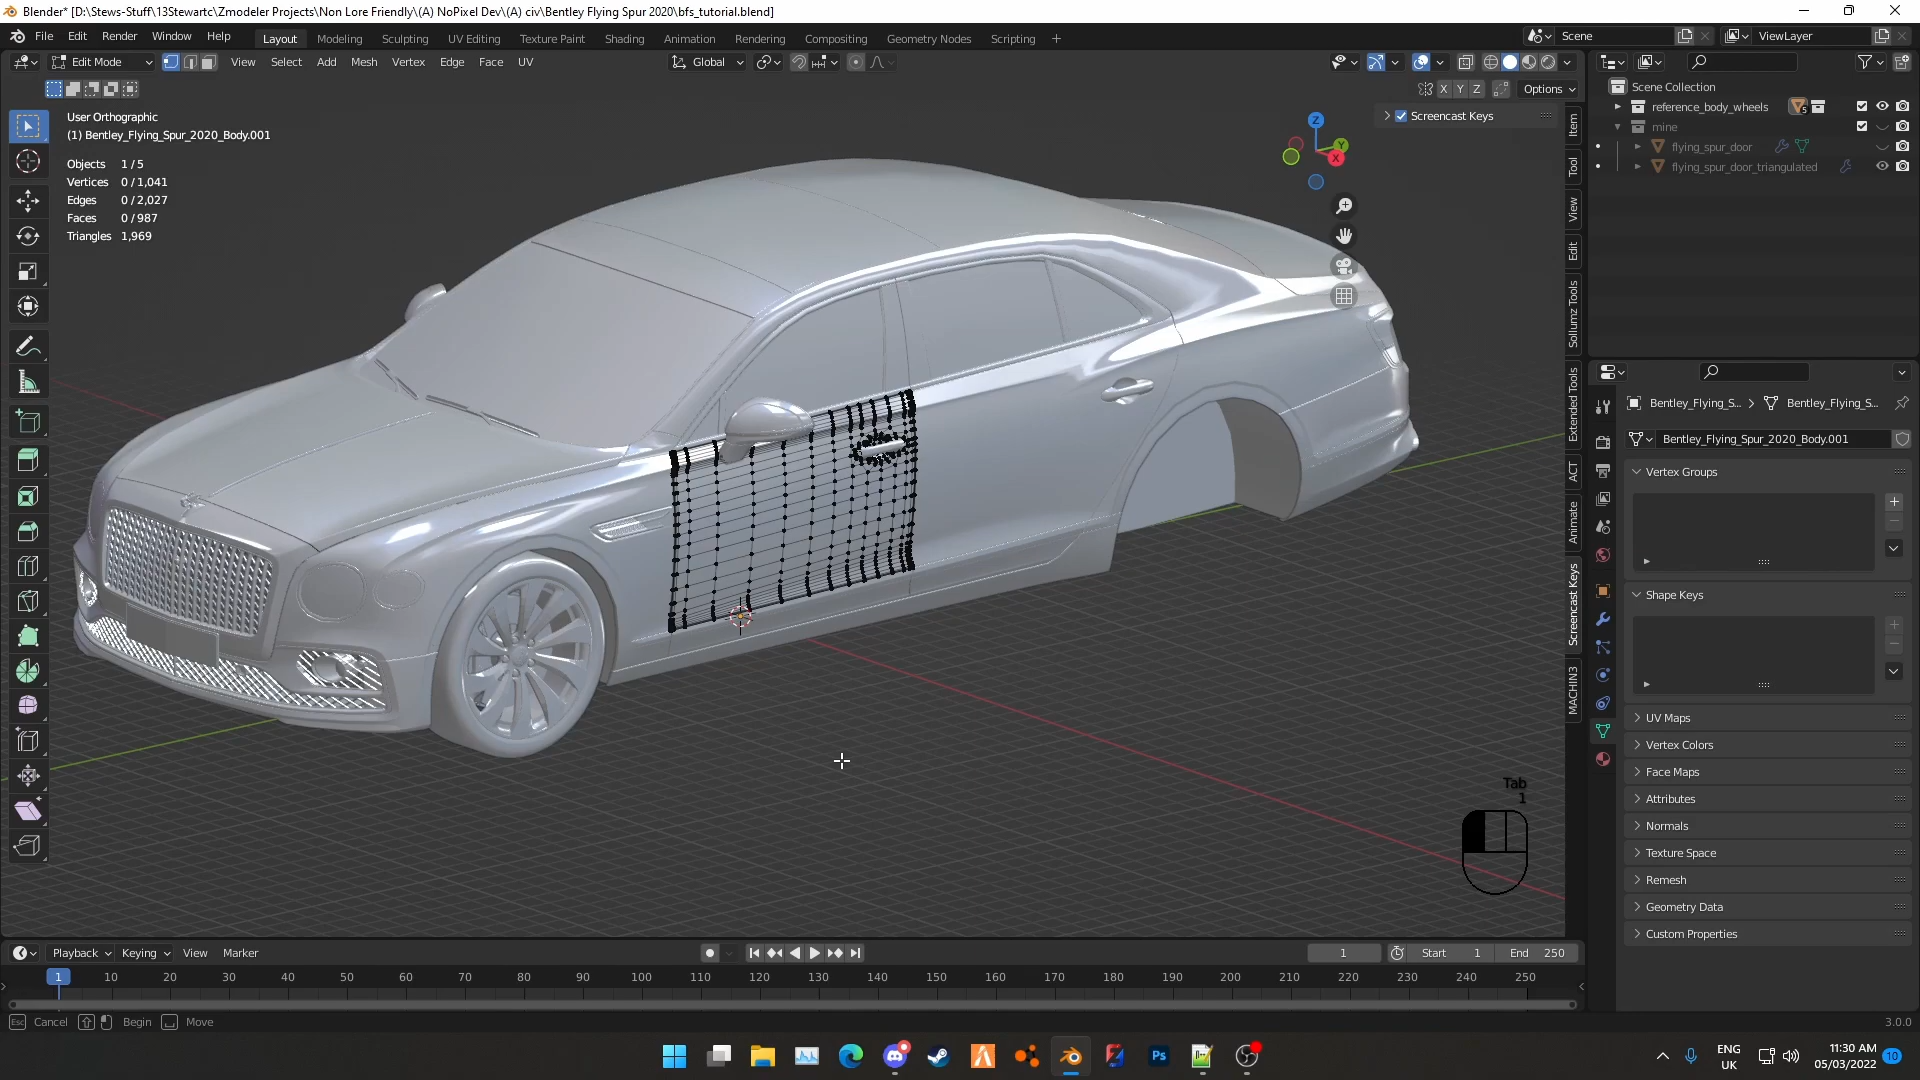 Blender* [D:\Stews-Stuff\13Stewartc\Zmodeler Projects\Non Lore Friendly\(A) NoPixel Dev\(A) civ\Bentley Flying Spur 2020\bfs_tutorial.blend]
File Edit Render Window Help Layout Modeling Sculpting UV Editing Texture Paint Shading Animation Rendering Compositing Geometry Nodes Scripting + Scene ViewLayer
Edit Mode View Select Add Mesh Vertex Edge Face UV Global
X Y Z Options
User Orthographic
(1) Bentley_Flying_Spur_2020_Body.001
Objects 1/5
Vertices 0/1,041
Edges 0/2,027
Faces 0/987
Triangles 1,969
Screencast Keys
Z
Y
X
Item
Tool
View
Edit
Sollumz Tools
Extended Tools
ACT
Animate
Screencast Keys
MACHIN3
Tab
1
Scene Collection
reference_body_wheels 5
mine
flying_spur_door
flying_spur_door_triangulated
Bentley_Flying_S... > Bentley_Flying_S...
Bentley_Flying_Spur_2020_Body.001
Vertex Groups
Shape Keys
UV Maps
Vertex Colors
Face Maps
Attributes
Normals
Texture Space
Remesh
Geometry Data
Custom Properties
Playback Keying View Marker 1 Start 1 End 250
1 10 20 30 40 50 60 70 80 90 100 110 120 130 140 150 160 170 180 190 200 210 220 230 240 250
Esc Cancel Begin Move 3.0.0
Ps
ENG
UK
11:30 AM
05/03/2022
10